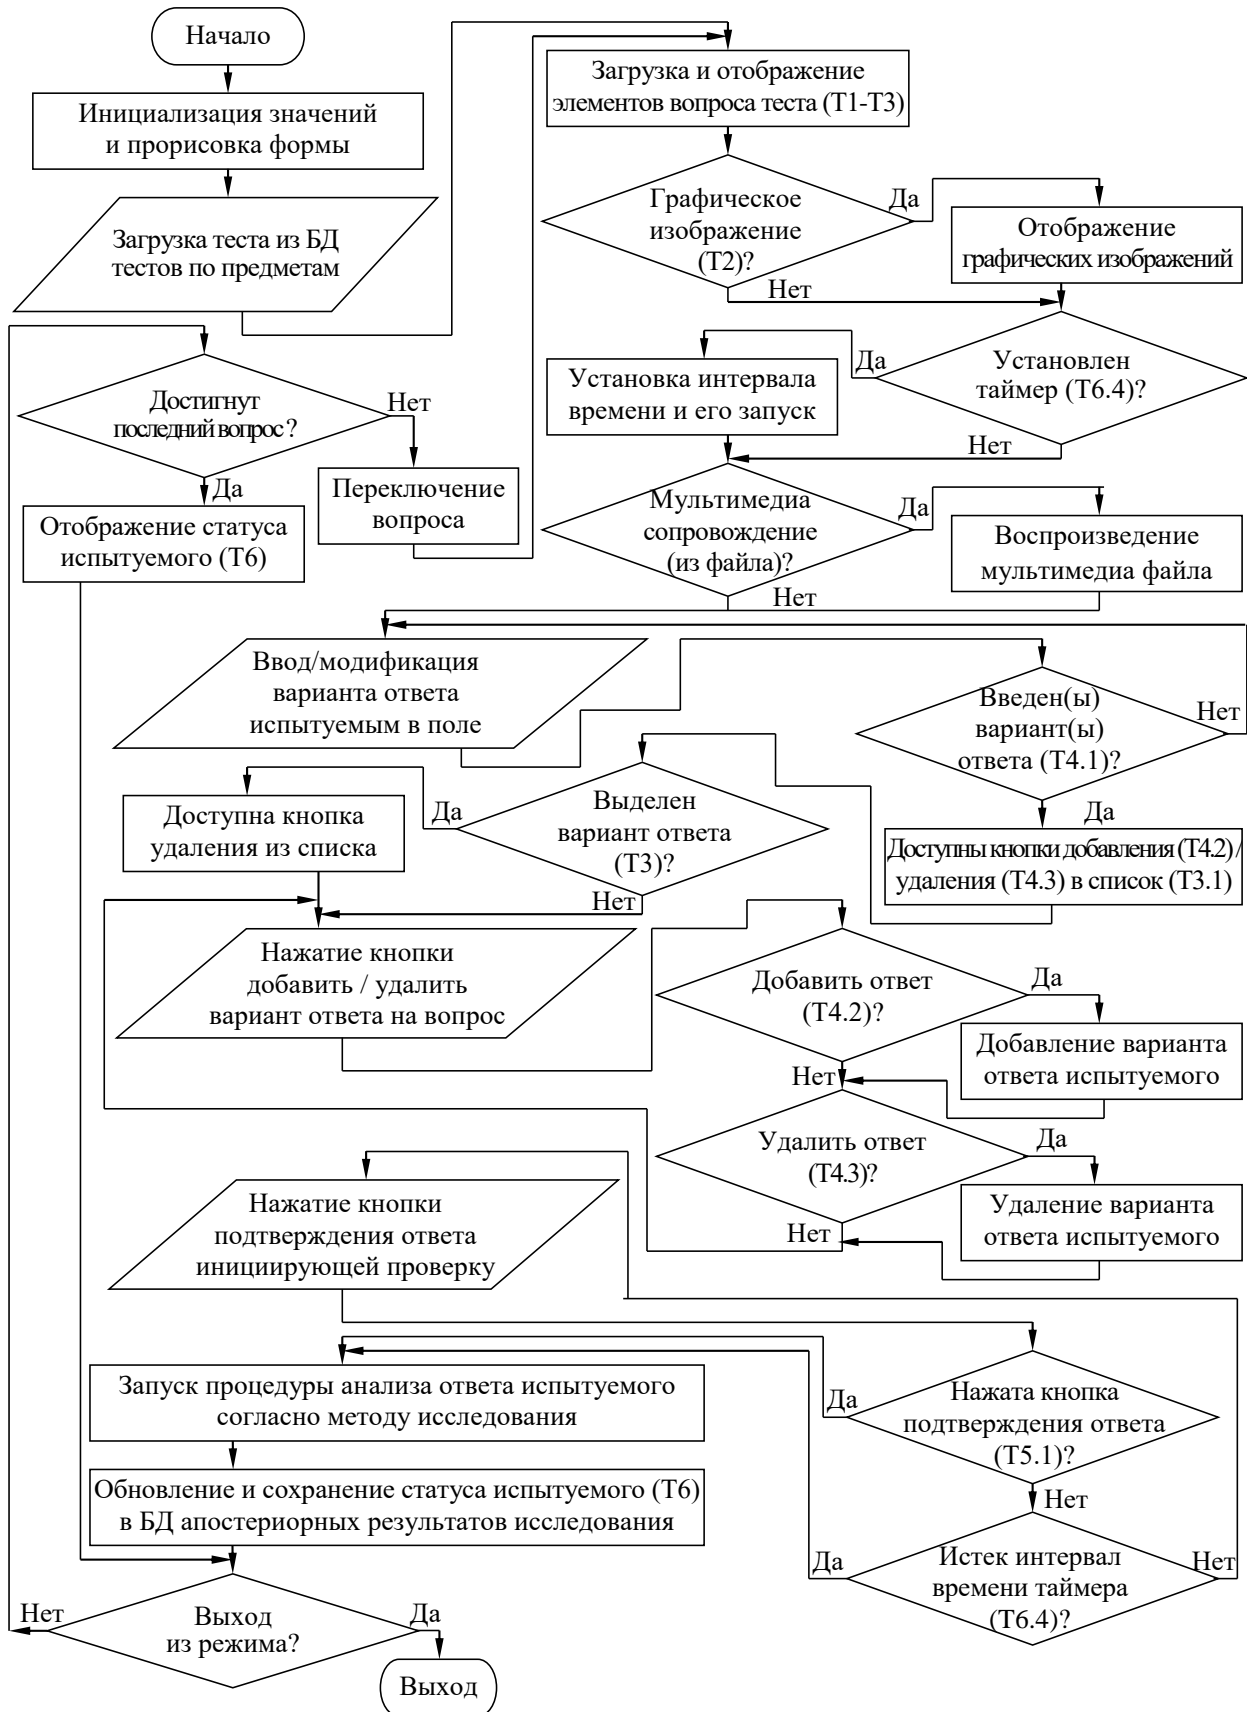 Начало
Инициализация значений
и прорисовка формы
Загрузка теста из БД
тестов по предметам
Достигнут
последний вопрос?
Нет
Да
Переключение
вопроса
Отображение статуса
испытуемого (Т6)
Загрузка и отображение
элементов вопроса теста (Т1-Т3)
Графическое
изображение
(Т2)?
Да
Нет
Отображение
графических изображений
Установлен
таймер (Т6.4)?
Да
Нет
Установка интервала
времени и его запуск
Мультимедиа
сопровождение
(из файла)?
Да
Нет
Воспроизведение
мультимедиа файла
Ввод/модификация
варианта ответа
испытуемым в поле
Введен(ы)
вариант(ы)
ответа (Т4.1)?
Нет
Да
Доступны кнопки добавления (Т4.2) /
удаления (Т4.3) в список (Т3.1)
Выделен
вариант ответа
(Т3)?
Да
Нет
Доступна кнопка
удаления из списка
Нажатие кнопки
добавить / удалить
вариант ответа на вопрос
Добавить ответ
(Т4.2)?
Да
Нет
Добавление варианта
ответа испытуемого
Удалить ответ
(Т4.3)?
Да
Нет
Удаление варианта
ответа испытуемого
Нажатие кнопки
подтверждения ответа
инициирующей проверку
Нажата кнопка
подтверждения ответа
(Т5.1)?
Да
Нет
Истек интервал
времени таймера
(Т6.4)?
Да
Нет
Запуск процедуры анализа ответа испытуемого
согласно методу исследования
Обновление и сохранение статуса испытуемого (Т6)
в БД апостериорных результатов исследования
Выход
из режима?
Нет
Да
Выход